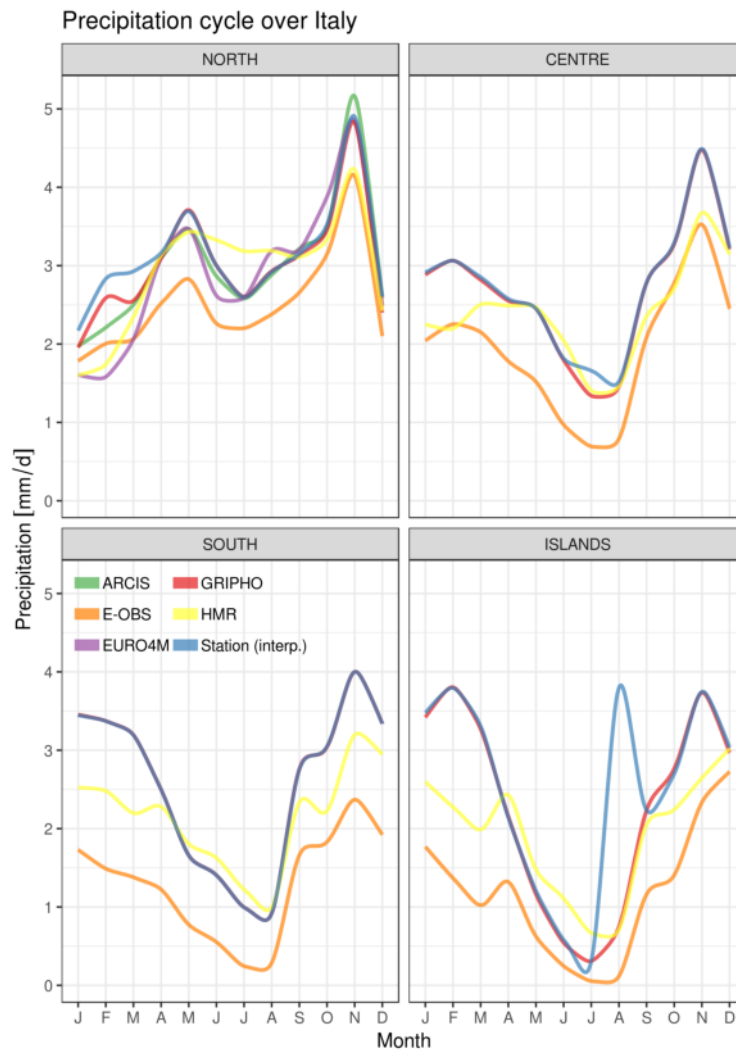 Precipitation cycle over Italy
NORTH
CENTRE
5
4
3
2
1
0
Precipitation [mm/d]
SOUTH
ISLANDS
5
4
3
2
1
0
ARCIS
GRIPHO
E-OBS
HMR
EURO4M
Station (interp.)
J F M A M J J A S O N D
J F M A M J J A S O N D
Month